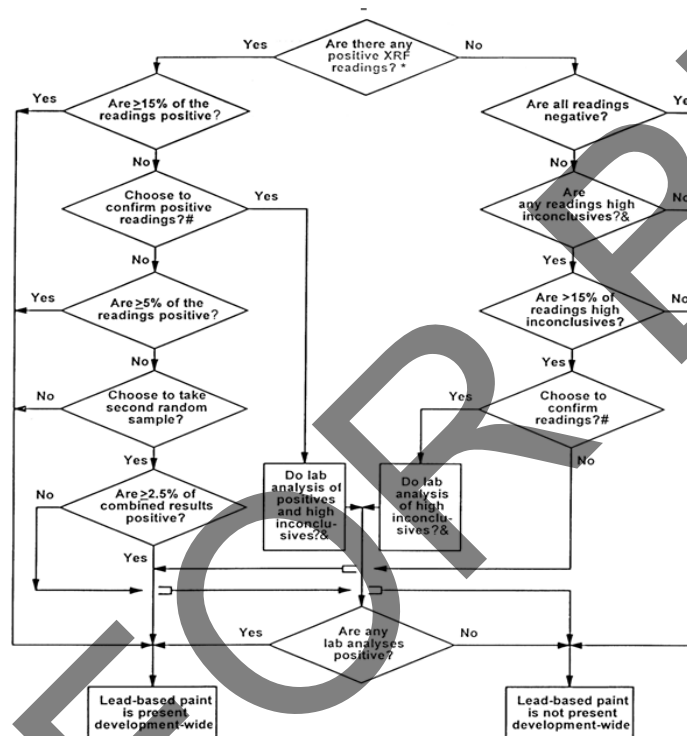 Are there any
positive XRF
readings? *
Yes
No
Are ≥15% of the
readings positive?
Yes
No
Are all readings
negative?
No
Choose to
confirm positive
readings?#
Yes
No
Are
any readings high
inconclusives?&
No
Yes
Are ≥5% of the
readings positive?
Yes
No
Are >15% of
readings high
inconclusives?
No
Yes
Choose to take
second random
sample?
No
Yes
Choose to
confirm
readings?#
Yes
No
Are ≥2.5% of
combined results
positive?
No
Yes
Do lab
analysis of
positives
and high
inconclu-
sives?&
Do lab
analysis
of high
inconclu-
sives?&
Are any
lab analyses
positive?
Yes
No
Lead-based paint
is present
development-wide
Lead-based paint
is not present
development-wide